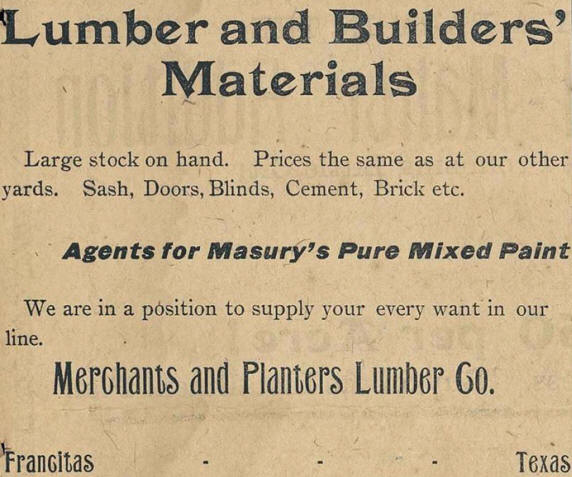 Lumber and Builders'
Materials
Large stock on hand. Prices the same as at our other
yards. Sash, Doors, Blinds, Cement, Brick etc.
Agents for Masury's Pure Mixed Paint
We are in a position to supply your every want in our
line.
Merchants and Planters Lumber Co.
Francitas - - - Texas